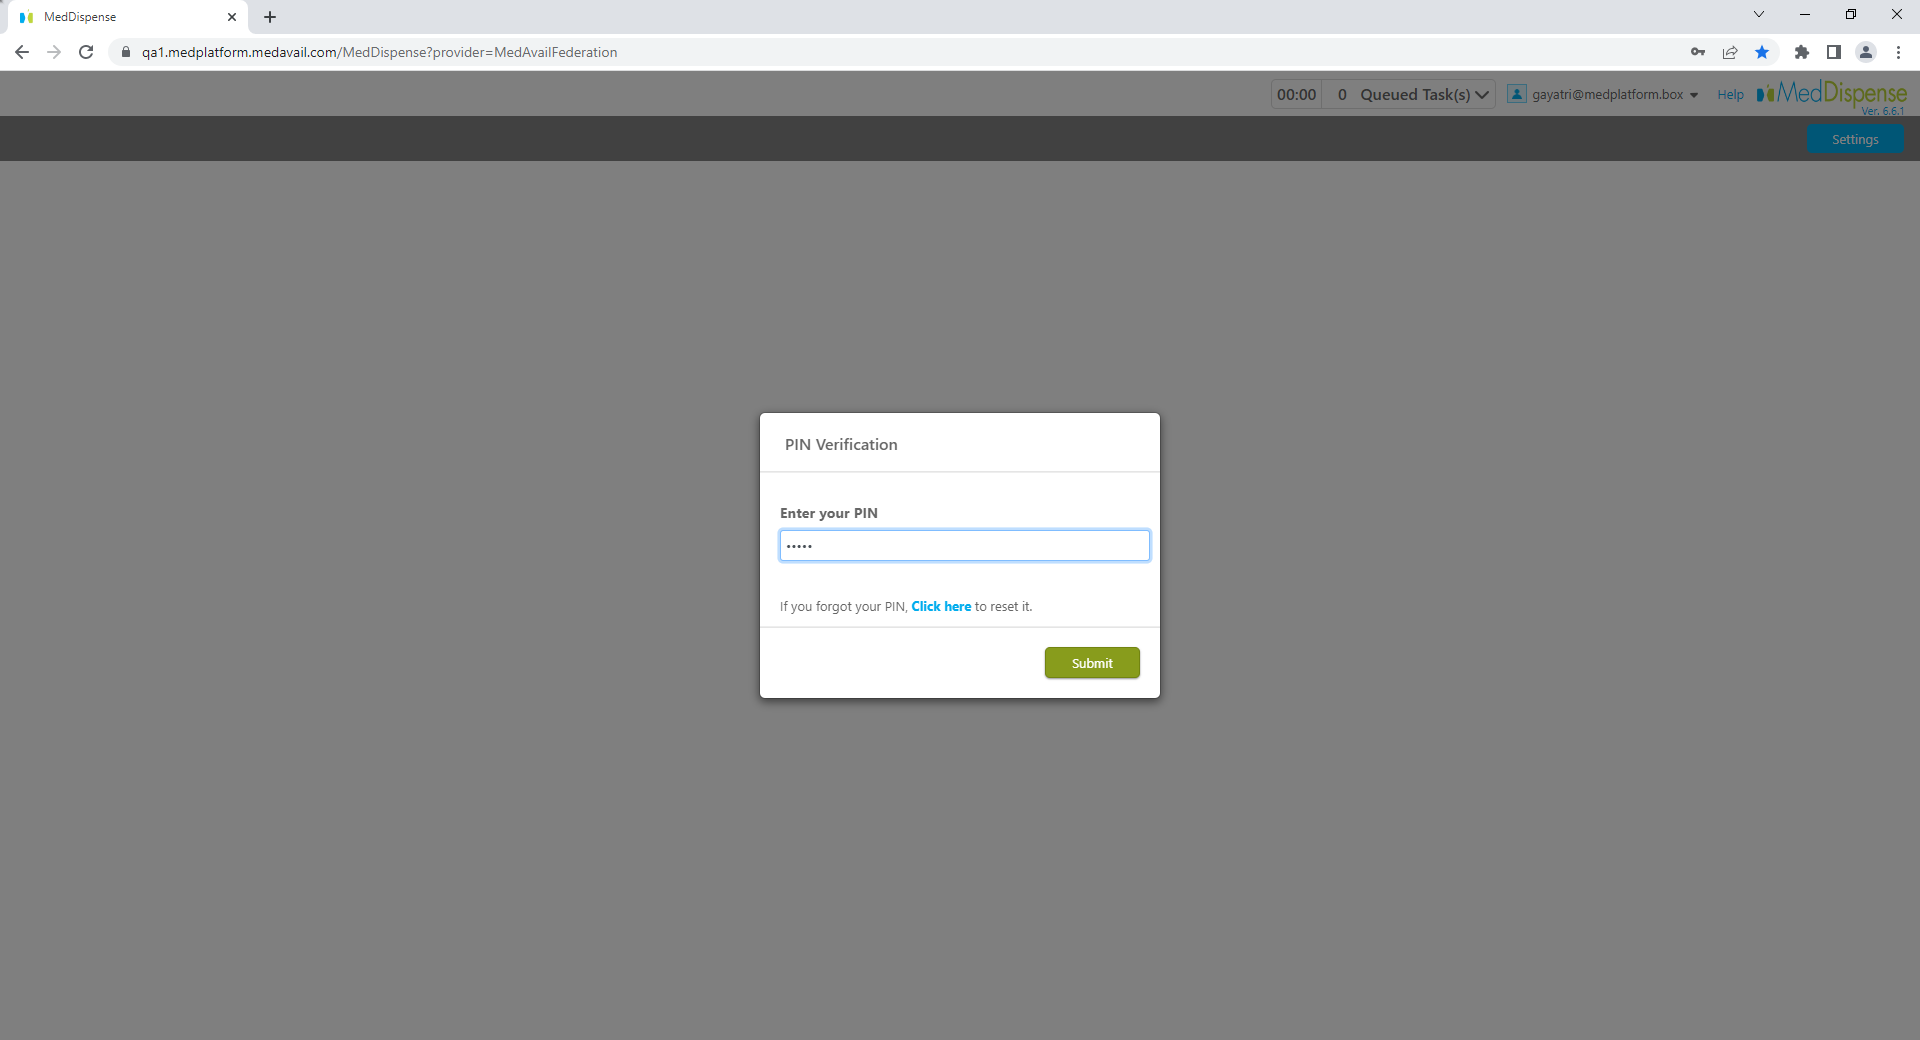 MedDispense
qa1.medplatform.medavail.com/MedDispense?provider=MedAvailFederation
00:00 0 Queued Task(s) gayatri@medplatform.box Help MedDispense
Ver. 6.6.1
Settings
PIN Verification
Enter your PIN
•••••
If you forgot your PIN, Click here to reset it.
Submit